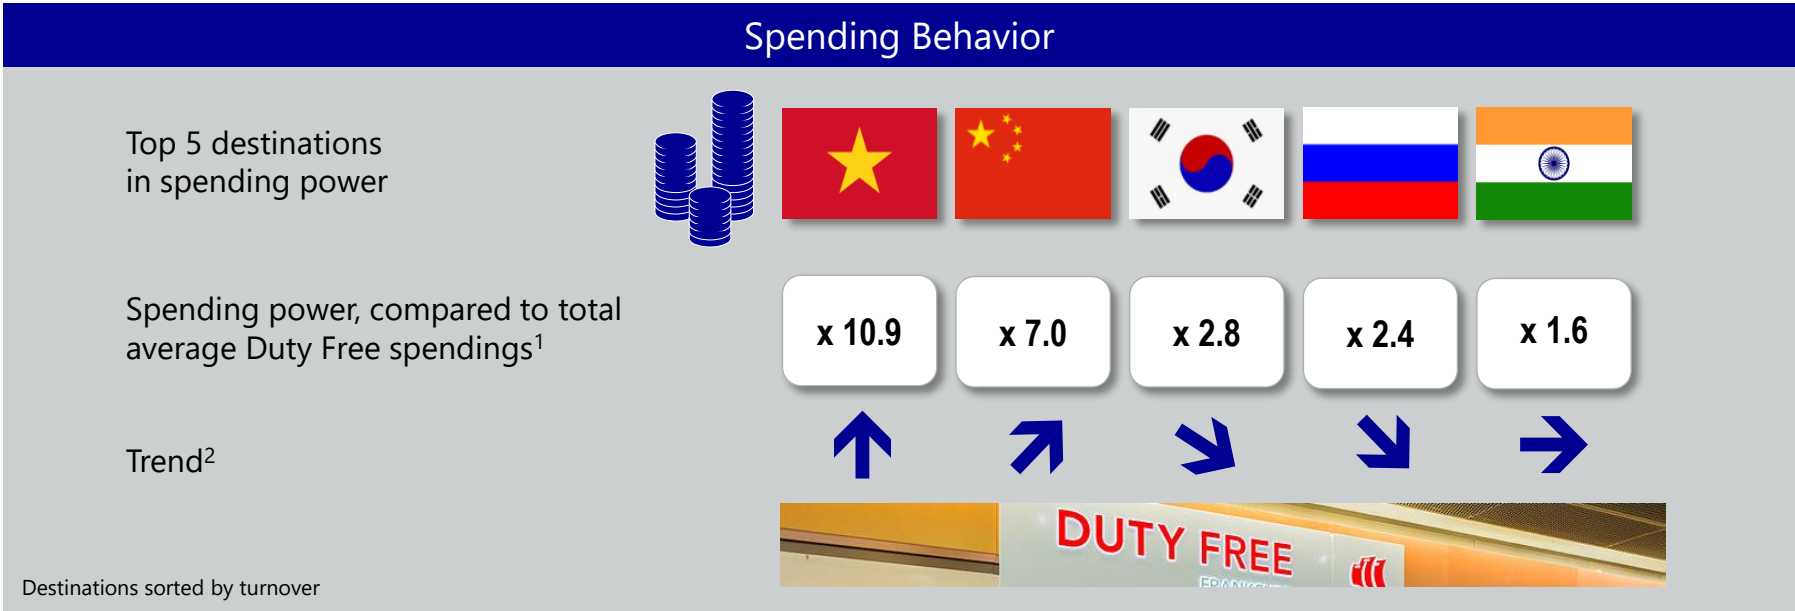 Spending Behavior
Top 5 destinations
in spending power
Spending power, compared to total
average Duty Free spendings¹
x 10.9
x 7.0
x 2.8
x 2.4
x 1.6
Trend²
DUTY FREE
Destinations sorted by turnover